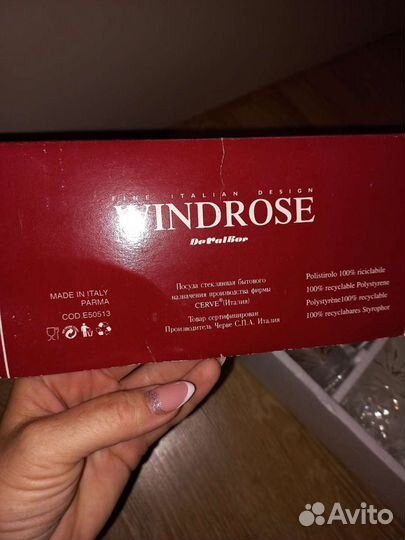 FINE ITALIAN DESIGN
WINDROSE
DeValBor
MADE IN ITALY
PARMA
COD.E50513
Посуда стеклянная бытового
назначения производства фирмы
CERVE®(Италия)
Товар сертифицирован
Производитель Черве С.П.А. Италия
Polistirolo 100% riciclabile
100% recyclable Polystyrene
Polystyrène100% recyclable
100% recyclabares Styrephor
Avito